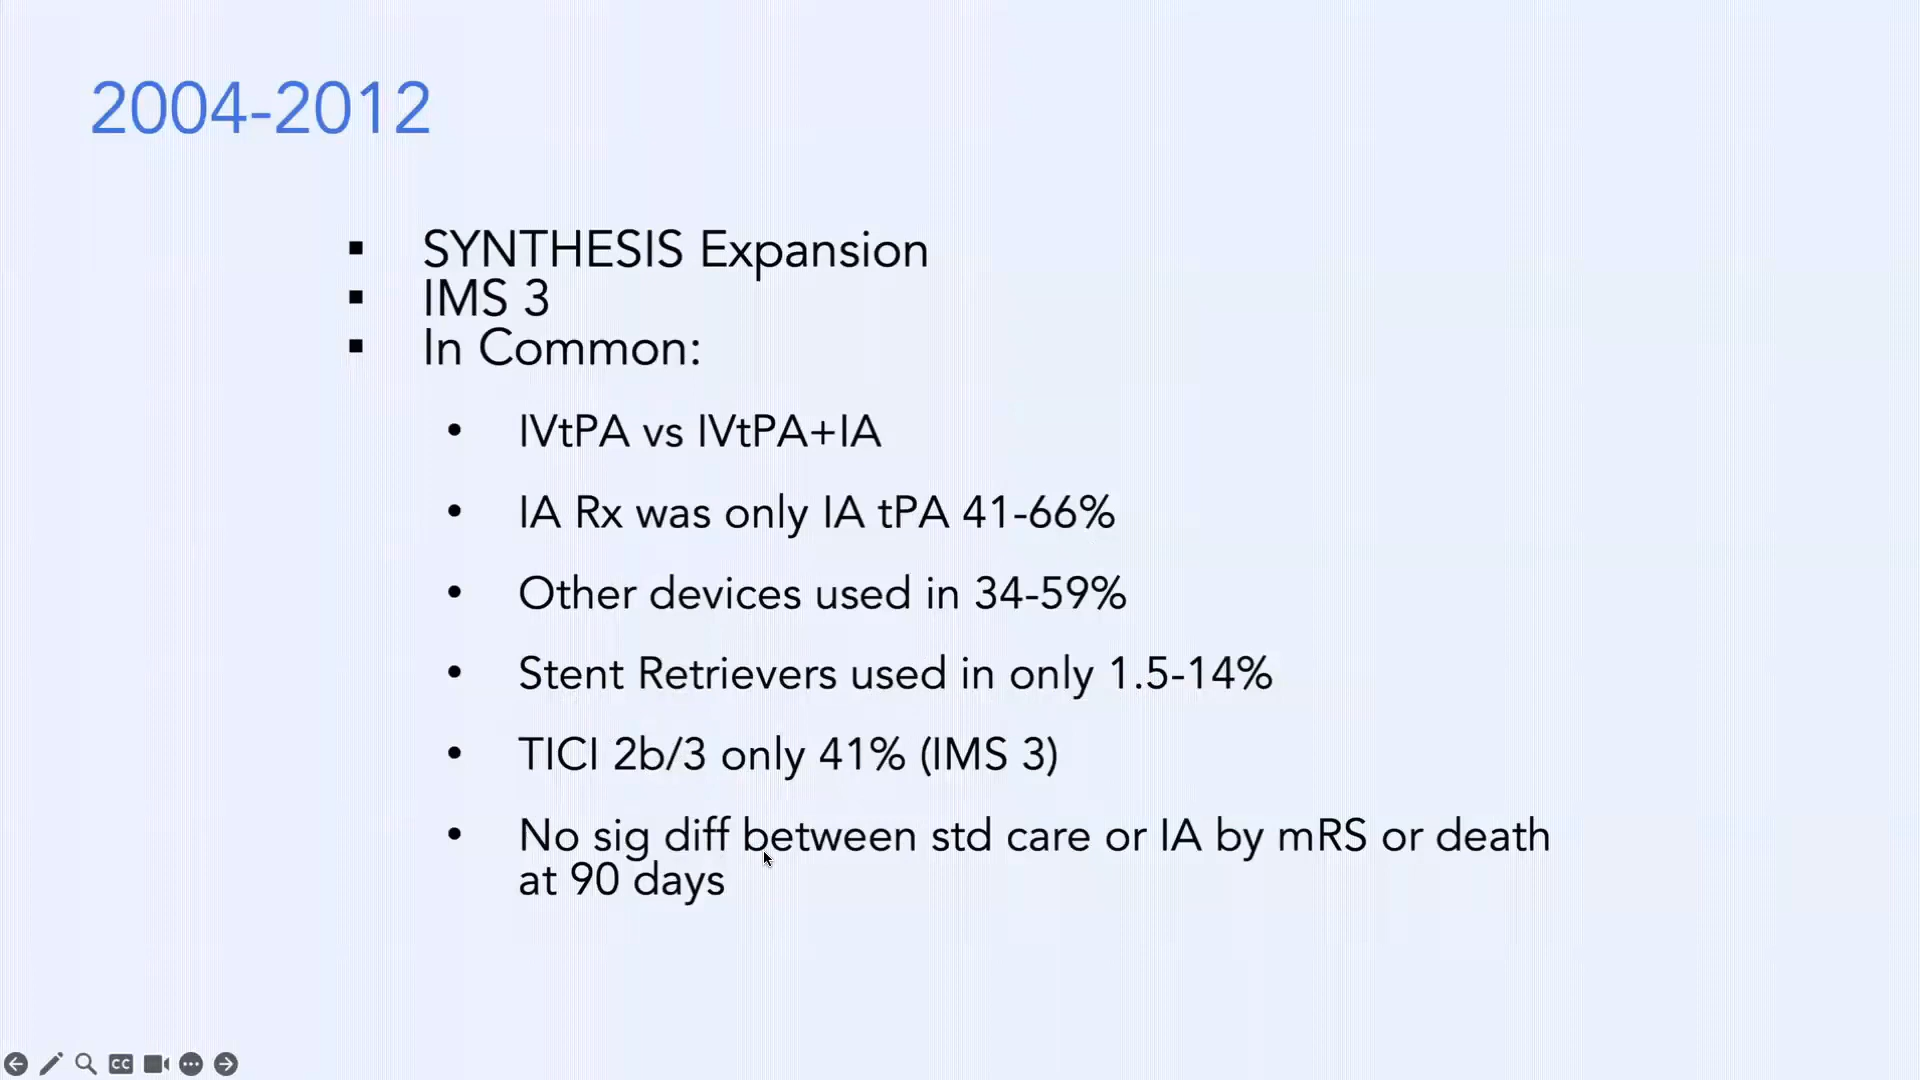 2004-2012
▪ SYNTHESIS Expansion
▪ IMS 3
▪ In Common:
• IVtPA vs IVtPA+IA
• IA Rx was only IA tPA 41-66%
• Other devices used in 34-59%
• Stent Retrievers used in only 1.5-14%
• TICI 2b/3 only 41% (IMS 3)
• No sig diff between std care or IA by mRS or death
at 90 days
CC